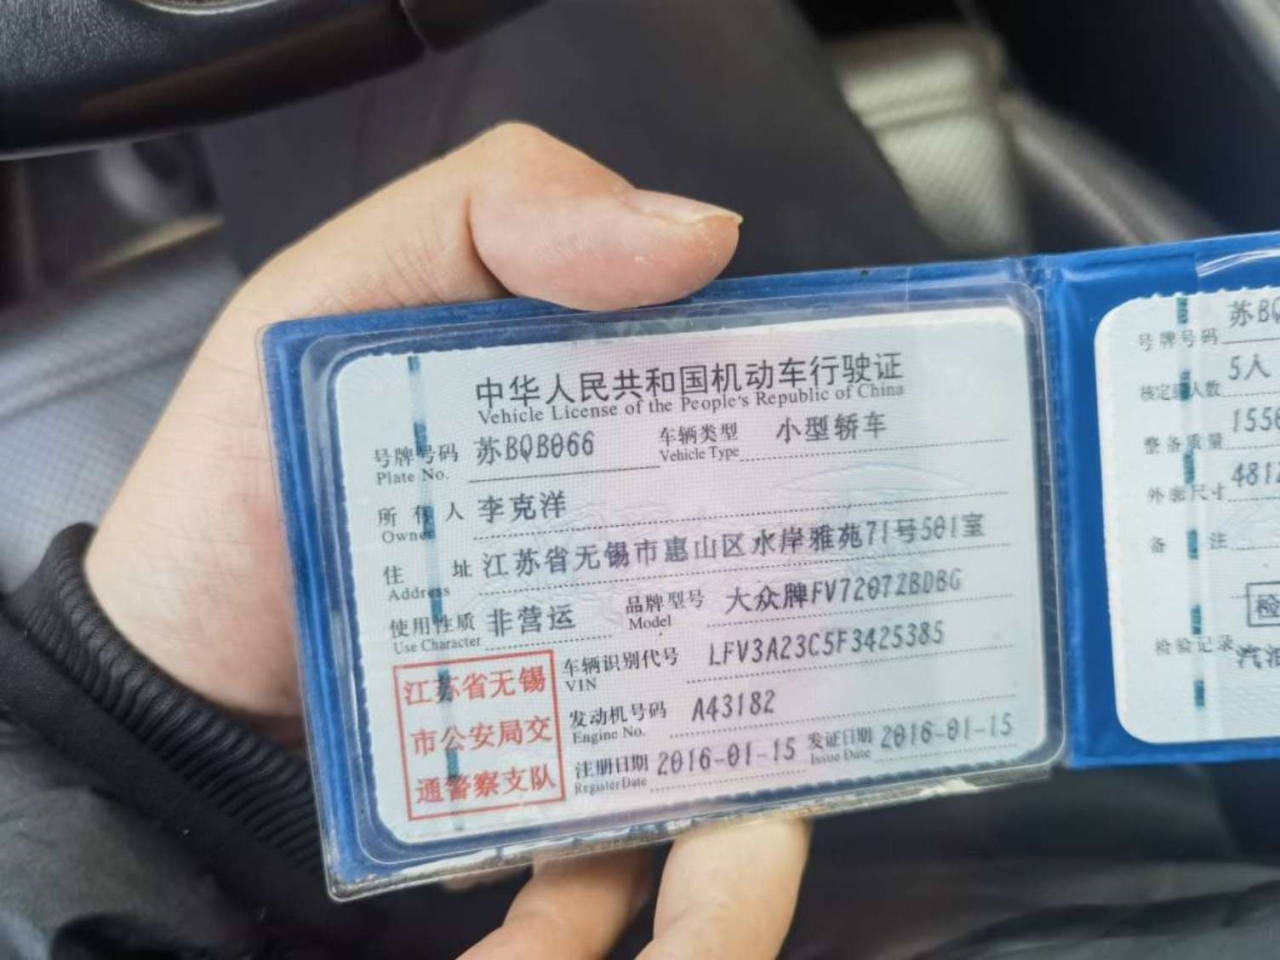 中华人民共和国机动车行驶证
Vehicle License of the People's Republic of China
号牌号码 苏BQB066 车辆类型 小型轿车
Plate No. Vehicle Type
所有人 李克洋
Owner
住址 江苏省无锡市惠山区水岸雅苑71号501室
Address
使用性质 非营运 品牌型号 大众牌FV72072BDBG
Use Character Model
车辆识别代号 LFV3A23C5F3425385
VIN
发动机号码 A43182
Engine No.
注册日期 2016-01-15 发证日期 2016-01-15
Register Date Issue Date
江苏省无锡
市公安局交
通警察支队
号牌号码 苏BQ
核定载人数 5人
整备质量 155
外廓尺寸 481
备注
检
检验记录 汽油